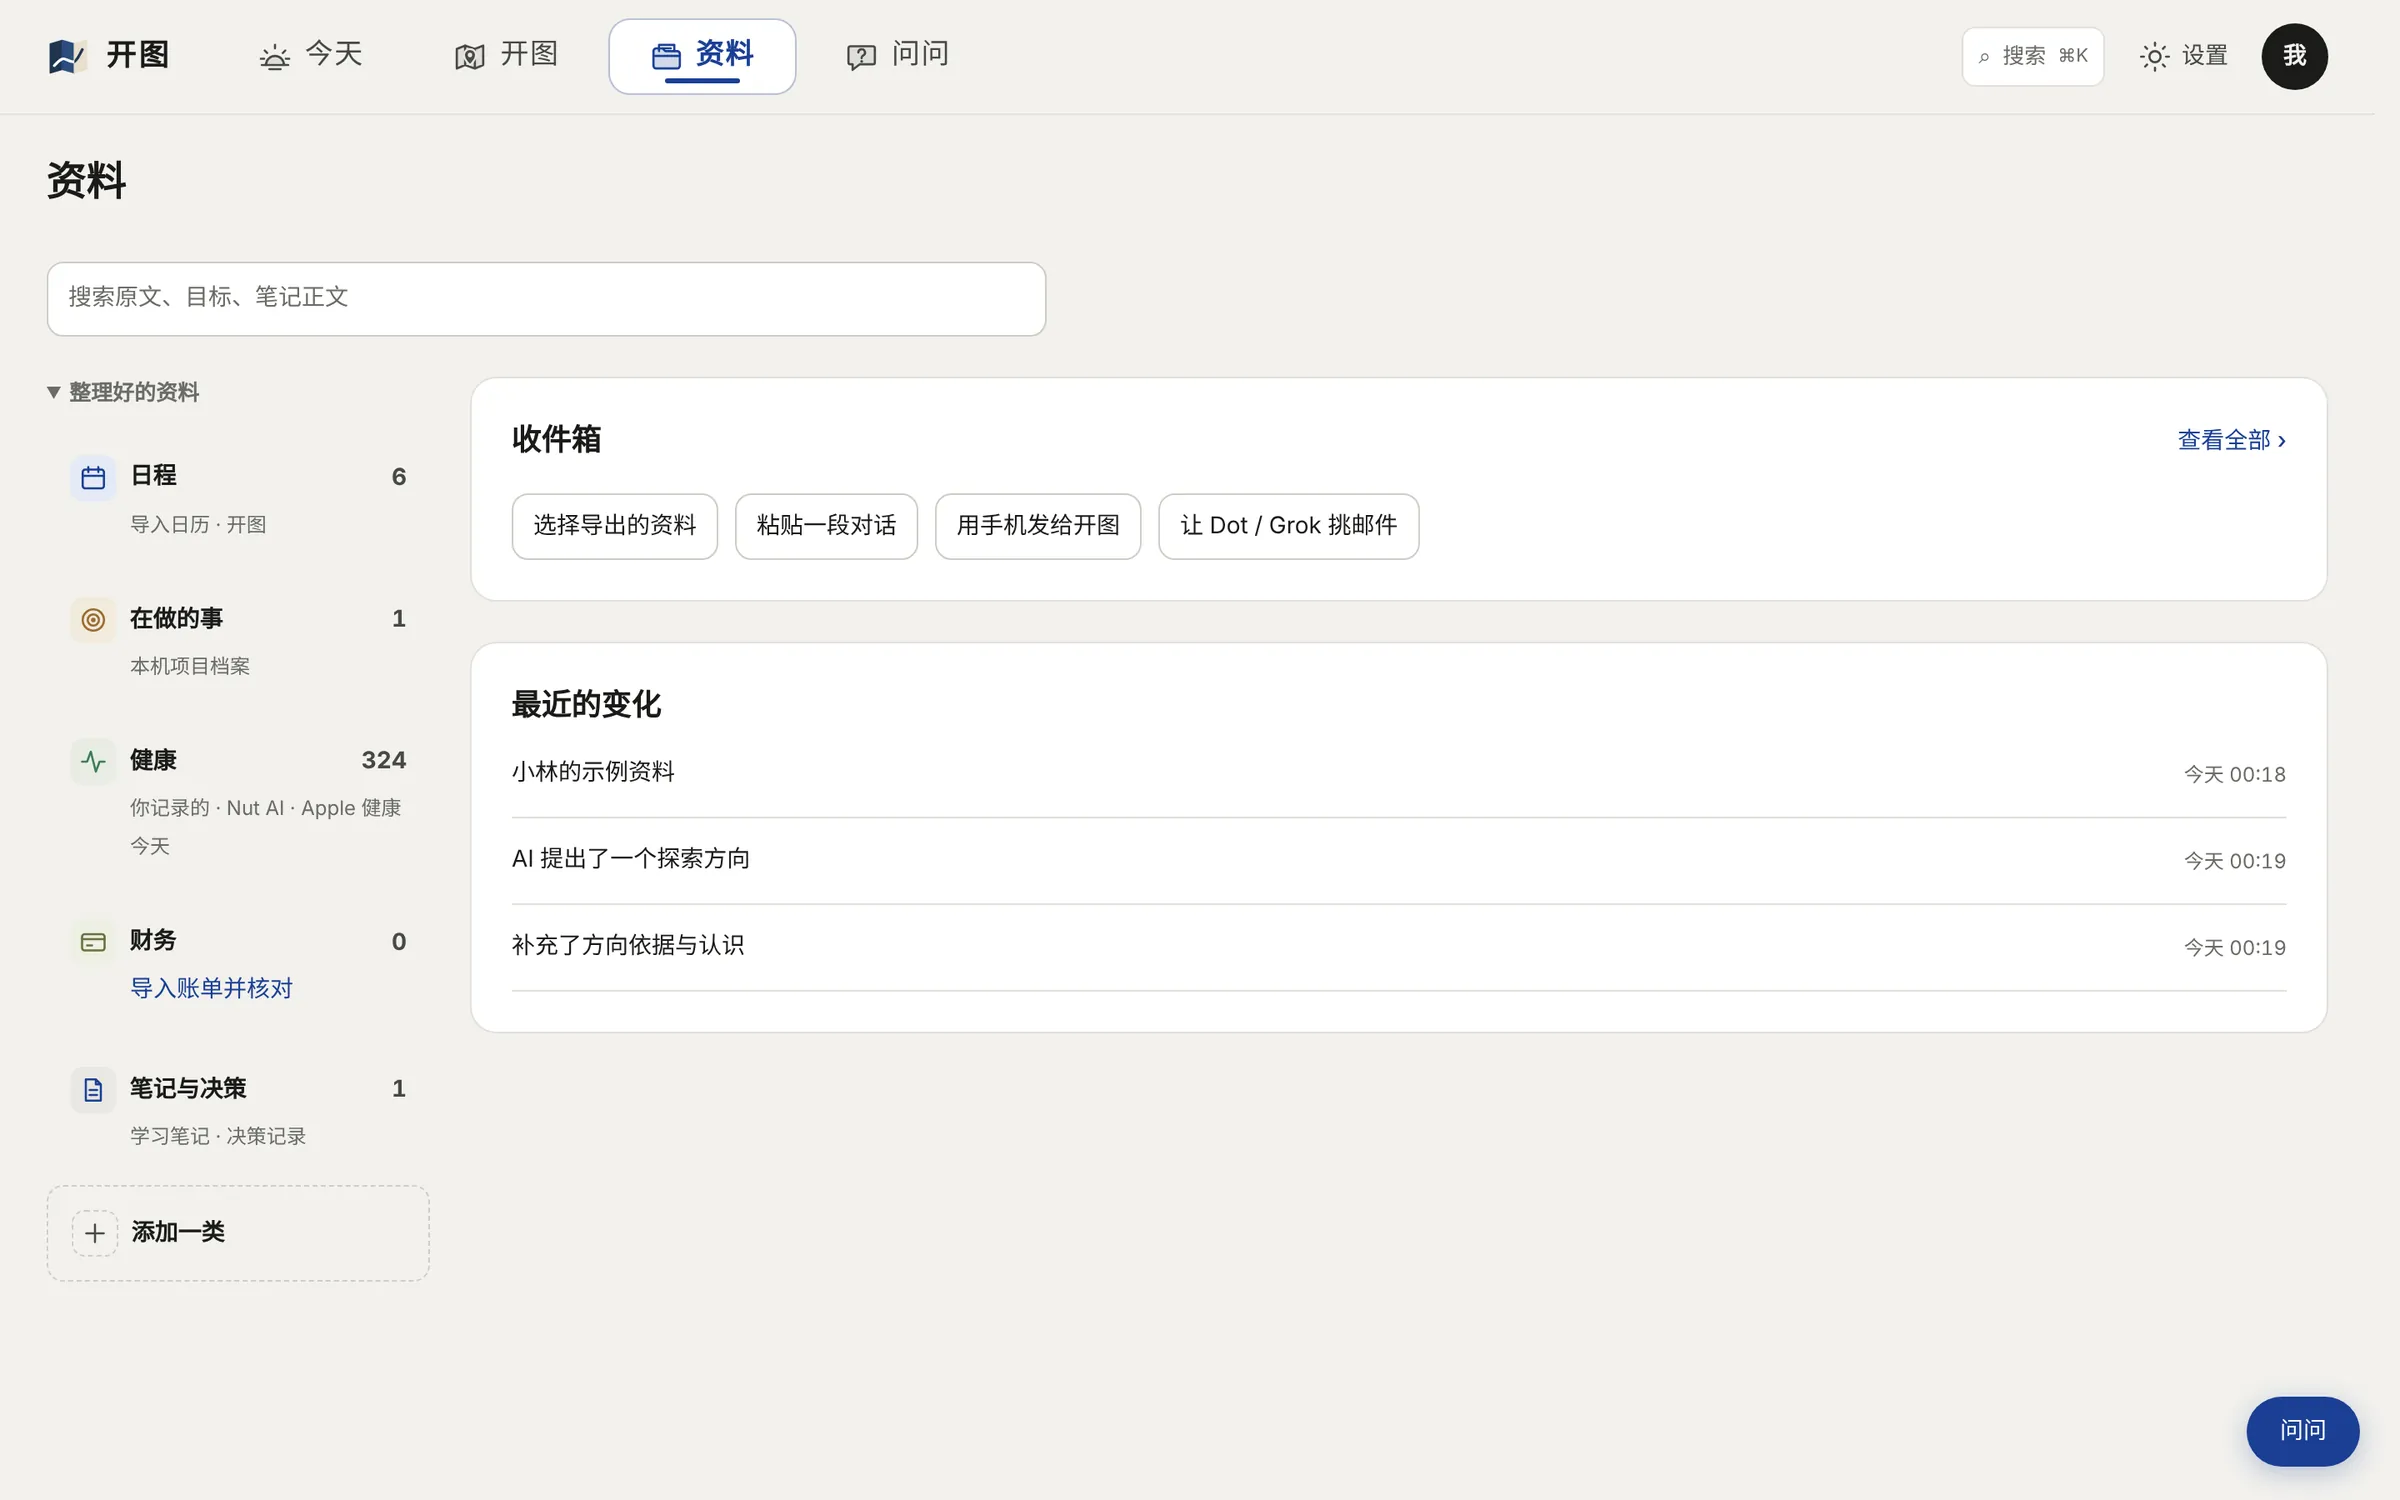 开图
今天
开图
资料
问问
搜索 ⌘K
设置
我
资料
搜索原文、目标、笔记正文
▼ 整理好的资料
日程 6
导入日历 · 开图
在做的事 1
本机项目档案
健康 324
你记录的 · Nut AI · Apple 健康
今天
财务 0
导入账单并核对
笔记与决策 1
学习笔记 · 决策记录
+ 添加一类
收件箱
查看全部 ›
选择导出的资料
粘贴一段对话
用手机发给开图
让 Dot / Grok 挑邮件
最近的变化
小林的示例资料 今天 00:18
AI 提出了一个探索方向 今天 00:19
补充了方向依据与认识 今天 00:19
问问